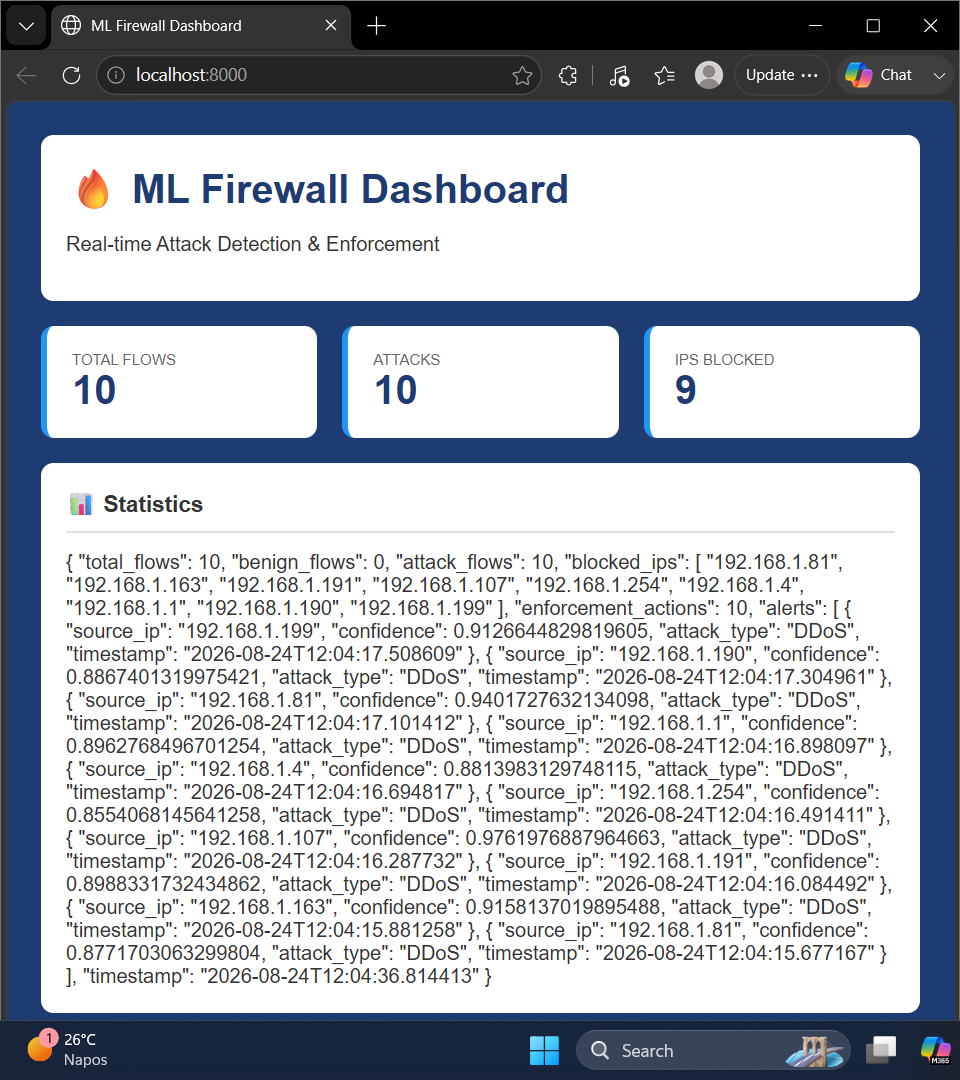 ML Firewall Dashboard
localhost:8000
Update
Chat
ML Firewall Dashboard
Real-time Attack Detection & Enforcement
TOTAL FLOWS
10
ATTACKS
10
IPS BLOCKED
9
Statistics
{ "total_flows": 10, "benign_flows": 0, "attack_flows": 10, "blocked_ips": [ "192.168.1.81",
"192.168.1.163", "192.168.1.191", "192.168.1.107", "192.168.1.254", "192.168.1.4",
"192.168.1.1", "192.168.1.190", "192.168.1.199" ], "enforcement_actions": 10, "alerts": [ {
"source_ip": "192.168.1.199", "confidence": 0.9126644829819605, "attack_type": "DDoS",
"timestamp": "2026-08-24T12:04:17.508609" }, { "source_ip": "192.168.1.190", "confidence":
0.8867401319975421, "attack_type": "DDoS", "timestamp": "2026-08-24T12:04:17.304961" },
{ "source_ip": "192.168.1.81", "confidence": 0.9401727632134098, "attack_type": "DDoS",
"timestamp": "2026-08-24T12:04:17.101412" }, { "source_ip": "192.168.1.1", "confidence":
0.8962768496701254, "attack_type": "DDoS", "timestamp": "2026-08-24T12:04:16.898097" },
{ "source_ip": "192.168.1.4", "confidence": 0.8813983129748115, "attack_type": "DDoS",
"timestamp": "2026-08-24T12:04:16.694817" }, { "source_ip": "192.168.1.254", "confidence":
0.8554068145641258, "attack_type": "DDoS", "timestamp": "2026-08-24T12:04:16.491411" },
{ "source_ip": "192.168.1.107", "confidence": 0.9761976887964663, "attack_type": "DDoS",
"timestamp": "2026-08-24T12:04:16.287732" }, { "source_ip": "192.168.1.191", "confidence":
0.8988331732434862, "attack_type": "DDoS", "timestamp": "2026-08-24T12:04:16.084492" },
{ "source_ip": "192.168.1.163", "confidence": 0.9158137019895488, "attack_type": "DDoS",
"timestamp": "2026-08-24T12:04:15.881258" }, { "source_ip": "192.168.1.81", "confidence":
0.8771703063299804, "attack_type": "DDoS", "timestamp": "2026-08-24T12:04:15.677167" }
], "timestamp": "2026-08-24T12:04:36.814413" }
1
26°C
Napos
Search
M365